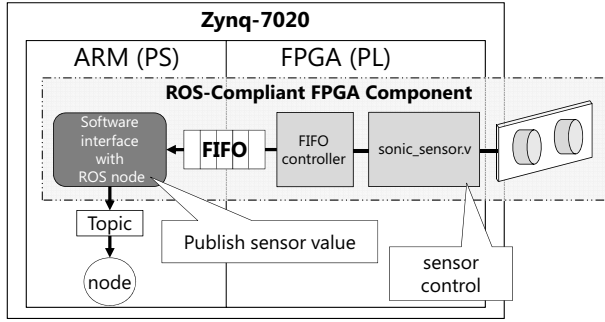 Zynq-7020
ARM (PS)
FPGA (PL)
ROS-Compliant FPGA Component
Software
interface
with
ROS node
FIFO
FIFO
controller
sonic_sensor.v
Topic
Publish sensor value
sensor
control
node